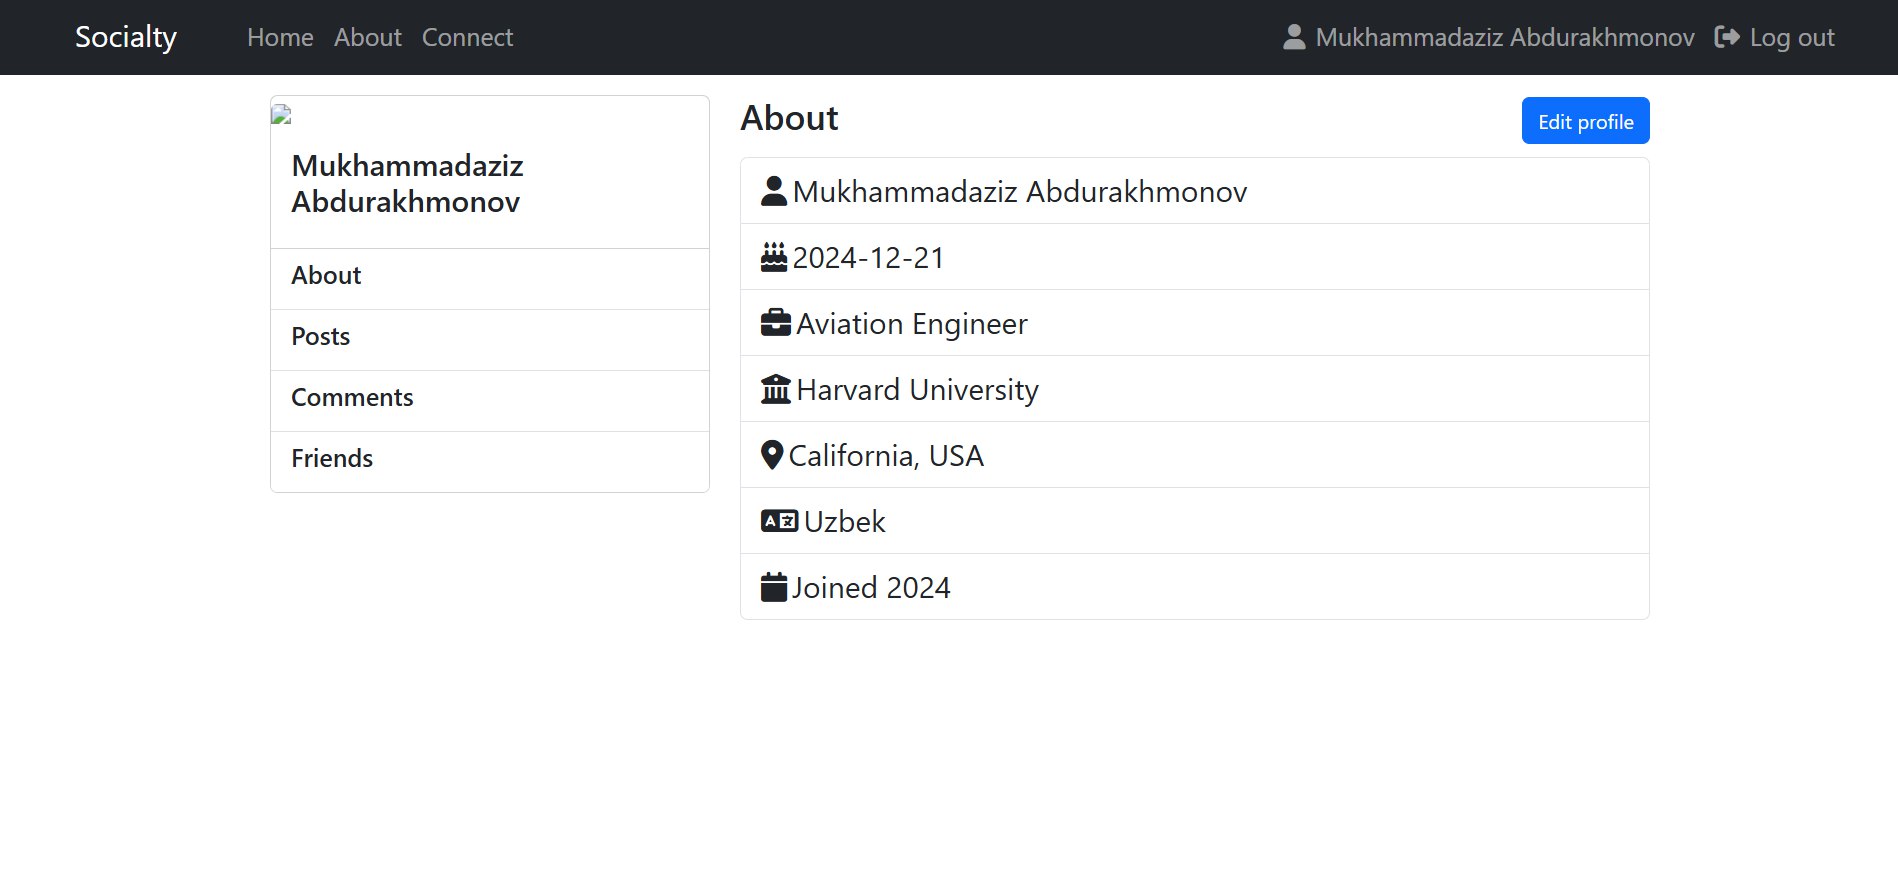 Socialty Home About Connect Mukhammadaziz Abdurakhmonov Log out
Mukhammadaziz
Abdurakhmonov
About
Posts
Comments
Friends
About Edit profile
Mukhammadaziz Abdurakhmonov
2024-12-21
Aviation Engineer
Harvard University
California, USA
Uzbek
Joined 2024